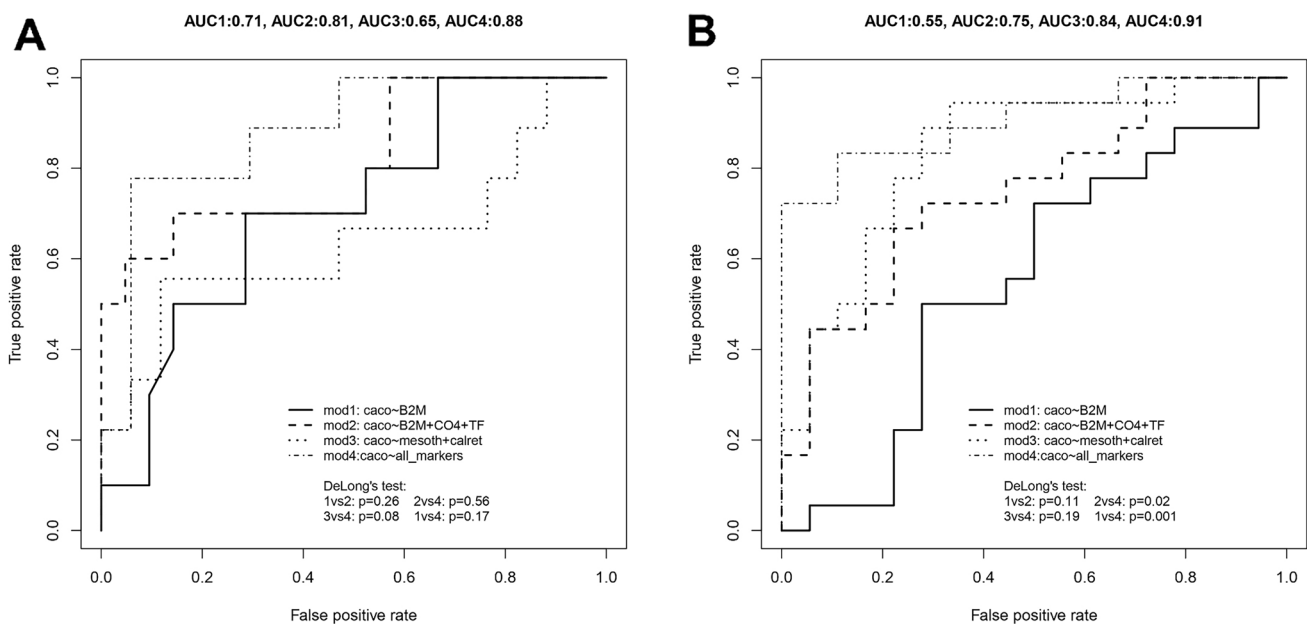 A
AUC1:0.71, AUC2:0.81, AUC3:0.65, AUC4:0.88
True positive rate
1.0
0.8
0.6
0.4
0.2
0.0
mod1: caco~B2M
mod2: caco~B2M+CO4+TF
mod3: caco~mesoth+calret
mod4:caco~all_markers
DeLong's test:
1vs2: p=0.26 2vs4: p=0.56
3vs4: p=0.08 1vs4: p=0.17
0.0 0.2 0.4 0.6 0.8 1.0
False positive rate
B
AUC1:0.55, AUC2:0.75, AUC3:0.84, AUC4:0.91
True positive rate
1.0
0.8
0.6
0.4
0.2
0.0
mod1: caco~B2M
mod2: caco~B2M+CO4+TF
mod3: caco~mesoth+calret
mod4:caco~all_markers
DeLong's test:
1vs2: p=0.11 2vs4: p=0.02
3vs4: p=0.19 1vs4: p=0.001
0.0 0.2 0.4 0.6 0.8 1.0
False positive rate